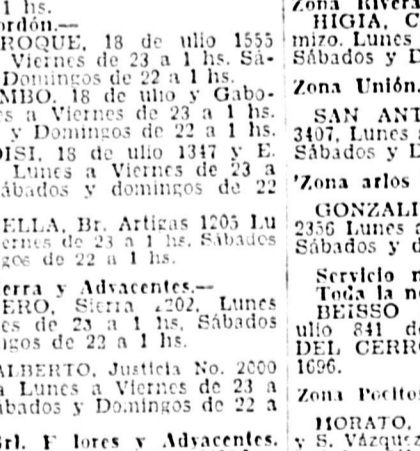 1 hs.
ordón.—
ROQUE, 18 de ulio 1555
Viernes de 23 a 1 hs. Sá-
Domingos de 22 a 1 hs.
MBO, 18 de ulio y Gabo-
es a Viernes de 23 a 1 hs.
y Domingos de 22 a 1 hs.
DISI, 18 de ulio 1347 y E.
Lunes a Viernes de 23 a
ábados y domingos de 22
ELLA, Br. Artigas 1205 Lu
iernes de 23 a 1 hs. Sábados
gos de 22 a 1 hs.
erra y Advacentes.—
ERO, Sierra 202, Lunes
es de 23 a 1 hs, Sábados
ingos de 22 a 1 hs.
ALBERTO, Justicia No. 2000
a Lunes a Viernes de 23 a
ábados y Domingos de 22 a
Grl. F lores y Advacentes.
Zona Rivera
HIGIA, C
mizo. Lunes
Sábados y D
Zona Unión.
SAN ANT
3407, Lunes a
Sábados y D
'Zona arlos
GONZALI
2356 Lunes a
Sábados y d
Servicio n
Toda la no
BEISSO
ulio 841 de
DEL CERRO
1696.
Zona Pocitos
MORATO,
y S. Vázquez